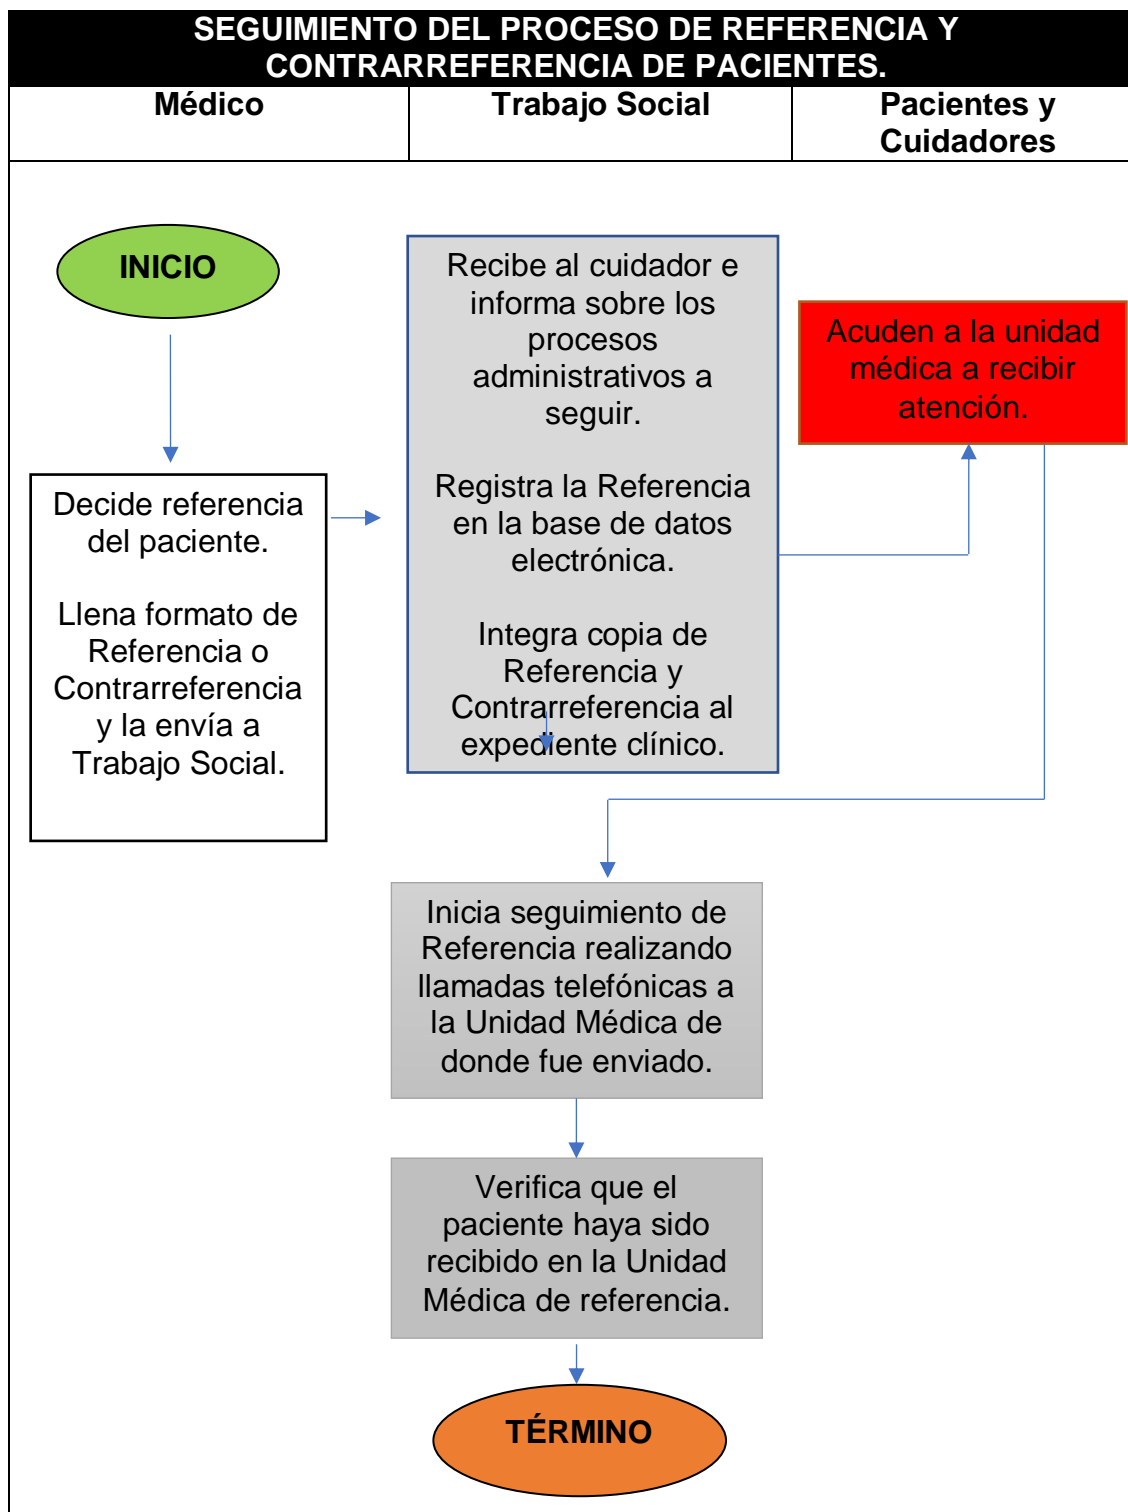 SEGUIMIENTO DEL PROCESO DE REFERENCIA Y
CONTRARREFERENCIA DE PACIENTES.
Médico
Trabajo Social
Pacientes y
Cuidadores
INICIO
Decide referencia
del paciente.
Llena formato de
Referencia o
Contrarreferencia
y la envía a
Trabajo Social.
Recibe al cuidador e
informa sobre los
procesos
administrativos a
seguir.
Registra la Referencia
en la base de datos
electrónica.
Integra copia de
Referencia y
Contrarreferencia al
expediente clínico.
Acuden a la unidad
médica a recibir
atención.
Inicia seguimiento de
Referencia realizando
llamadas telefónicas a
la Unidad Médica de
donde fue enviado.
Verifica que el
paciente haya sido
recibido en la Unidad
Médica de referencia.
TÉRMINO